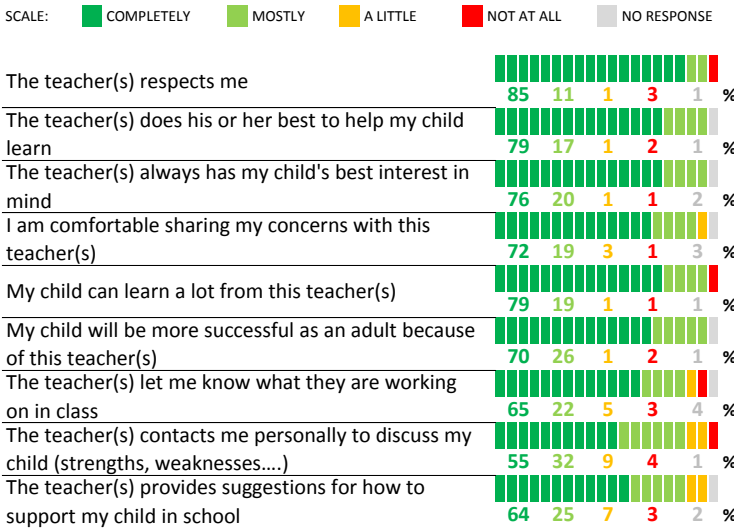 SCALE: COMPLETELY MOSTLY A LITTLE NOT AT ALL NO RESPONSE
The teacher(s) respects me
85 11 1 3 1 %
The teacher(s) does his or her best to help my child
learn
79 17 1 2 1 %
The teacher(s) always has my child's best interest in
mind
76 20 1 1 2 %
I am comfortable sharing my concerns with this
teacher(s)
72 19 3 1 3 %
My child can learn a lot from this teacher(s)
79 19 1 1 1 %
My child will be more successful as an adult because
of this teacher(s)
70 26 1 2 1 %
The teacher(s) let me know what they are working
on in class
65 22 5 3 4 %
The teacher(s) contacts me personally to discuss my
child (strengths, weaknesses....)
55 32 9 4 1 %
The teacher(s) provides suggestions for how to
support my child in school
64 25 7 3 2 %